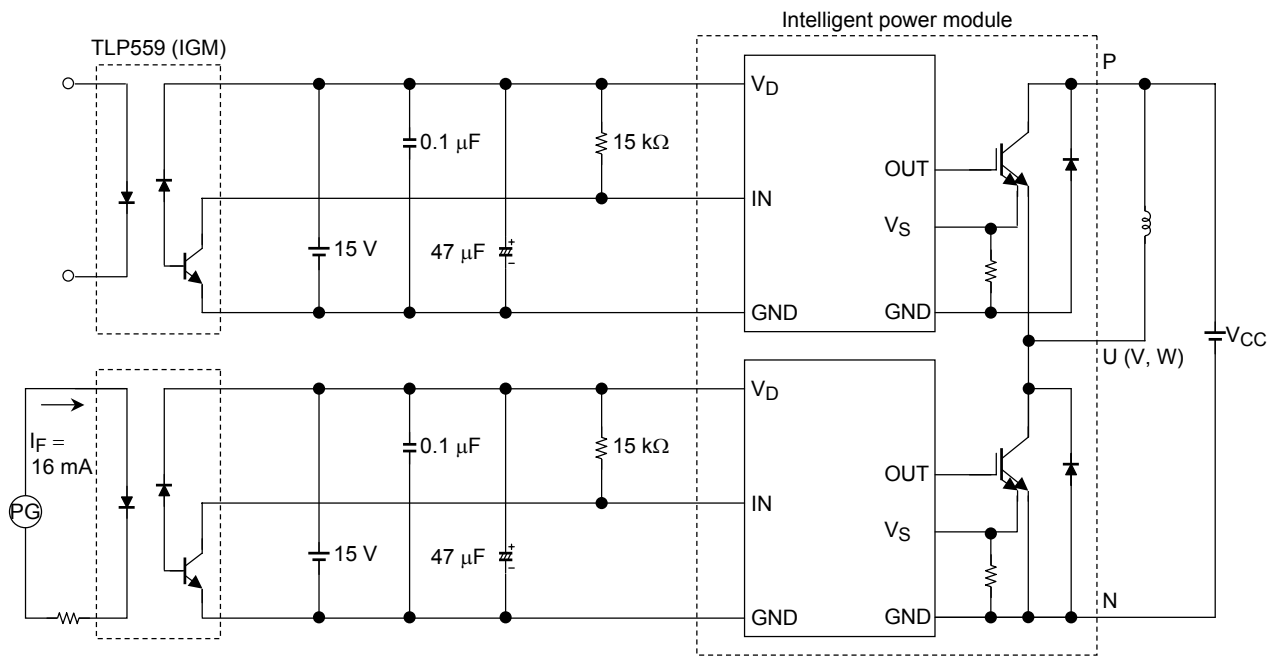 Intelligent power module
TLP559 (IGM)
P
VD
0.1 μF
15 kΩ
OUT
IN
VS
15 V
47 μF
+
−
GND
GND
U (V, W)
VCC
VD
IF =
16 mA
0.1 μF
15 kΩ
OUT
PG
IN
VS
15 V
47 μF
+
−
GND
GND
N